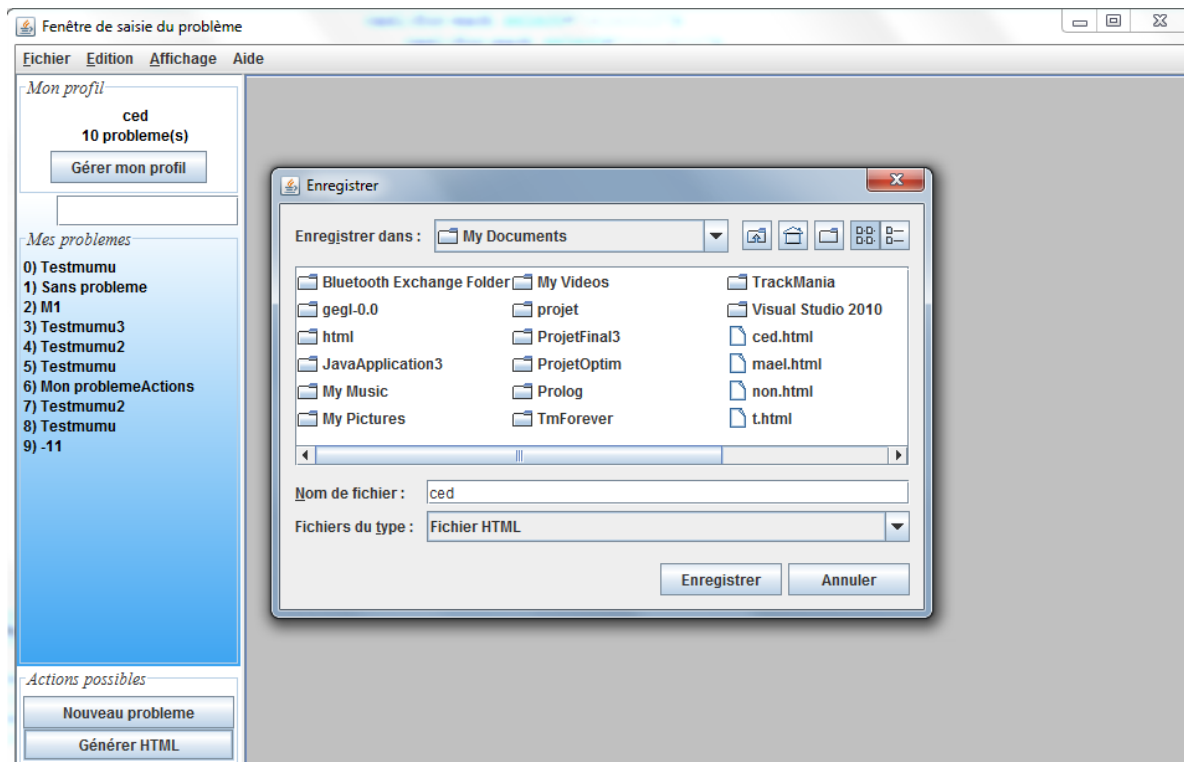 Fenêtre de saisie du problème
Fichier Edition Affichage Aide
Mon profil
ced
10 probleme(s)
Gérer mon profil
Mes problemes
0) Testmumu
1) Sans probleme
2) M1
3) Testmumu3
4) Testmumu2
5) Testmumu
6) Mon problemeActions
7) Testmumu2
8) Testmumu
9) -11
Actions possibles
Nouveau probleme
Générer HTML
Enregistrer
Enregistrer dans : My Documents
Bluetooth Exchange Folder My Videos TrackMania
gegl-0.0 projet Visual Studio 2010
html ProjetFinal3 ced.html
JavaApplication3 ProjetOptim mael.html
My Music Prolog non.html
My Pictures TmForever t.html
Nom de fichier : ced
Fichiers du type : Fichier HTML
Enregistrer Annuler